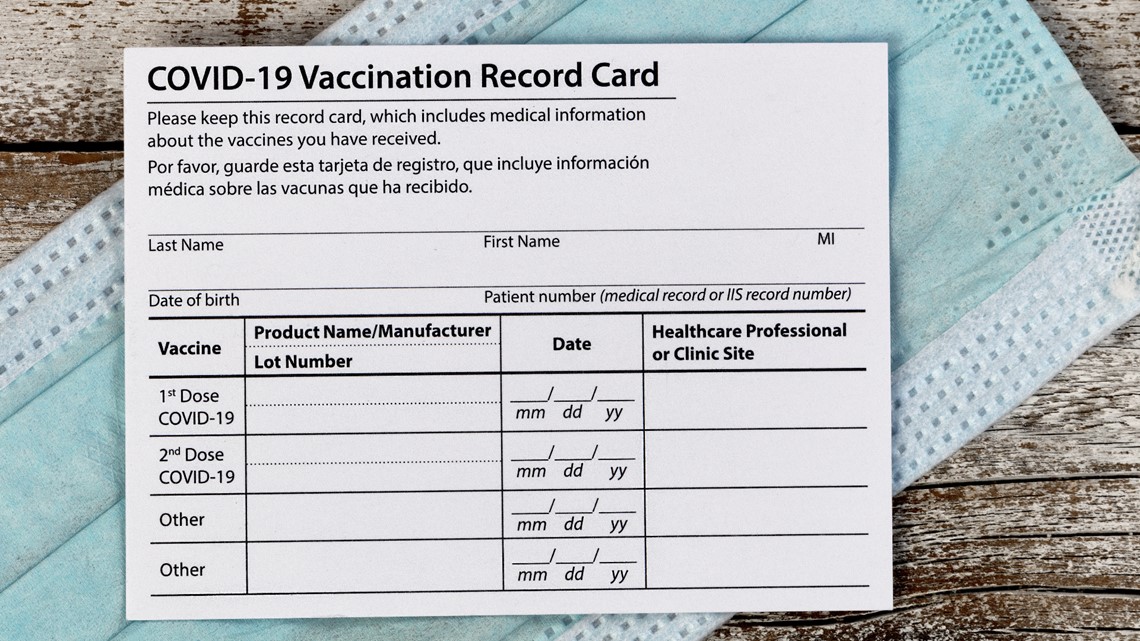 COVID-19 Vaccination Record Card
Please keep this record card, which includes medical information
about the vaccines you have received.
Por favor, guarde esta tarjeta de registro, que incluye información
médica sobre las vacunas que ha recibido.
Last Name First Name MI
Date of birth Patient number (medical record or IIS record number)
Vaccine
Product Name/Manufacturer
Lot Number
Date
Healthcare Professional
or Clinic Site
1st Dose
COVID-19
___/___/___
mm dd yy
2nd Dose
COVID-19
___/___/___
mm dd yy
Other
___/___/___
mm dd yy
Other
___/___/___
mm dd yy